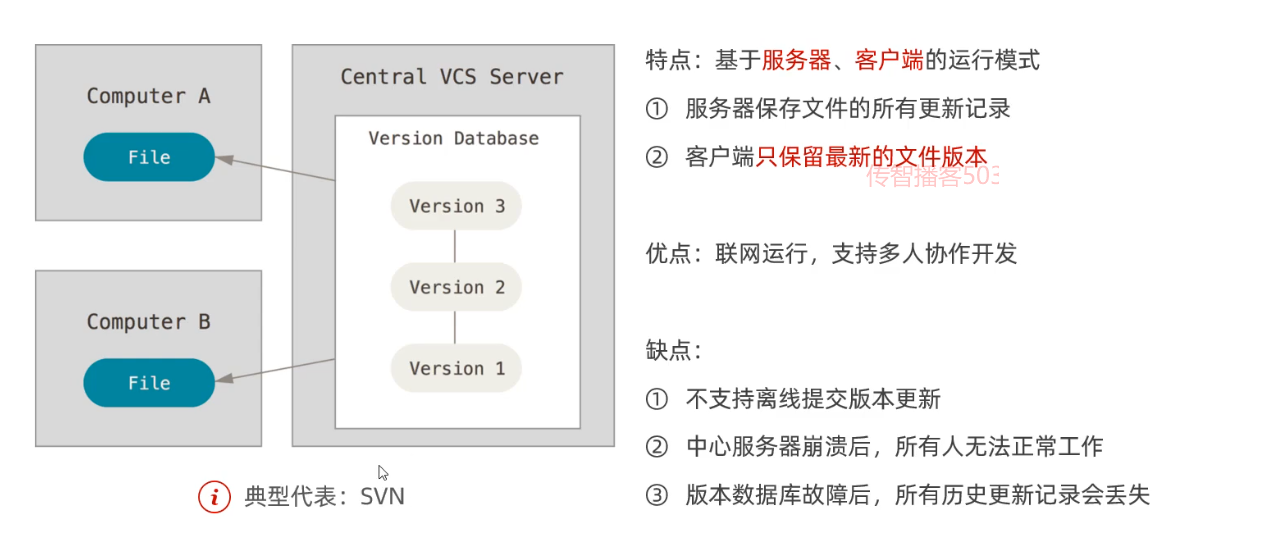 Computer A
File
Computer B
File
Central VCS Server
Version Database
Version 3
Version 2
Version 1
典型代表：SVN
特点：基于服务器、客户端的运行模式
① 服务器保存文件的所有更新记录
② 客户端只保留最新的文件版本
传智播客503
优点：联网运行，支持多人协作开发
缺点：
① 不支持离线提交版本更新
② 中心服务器崩溃后，所有人无法正常工作
③ 版本数据库故障后，所有历史更新记录会丢失